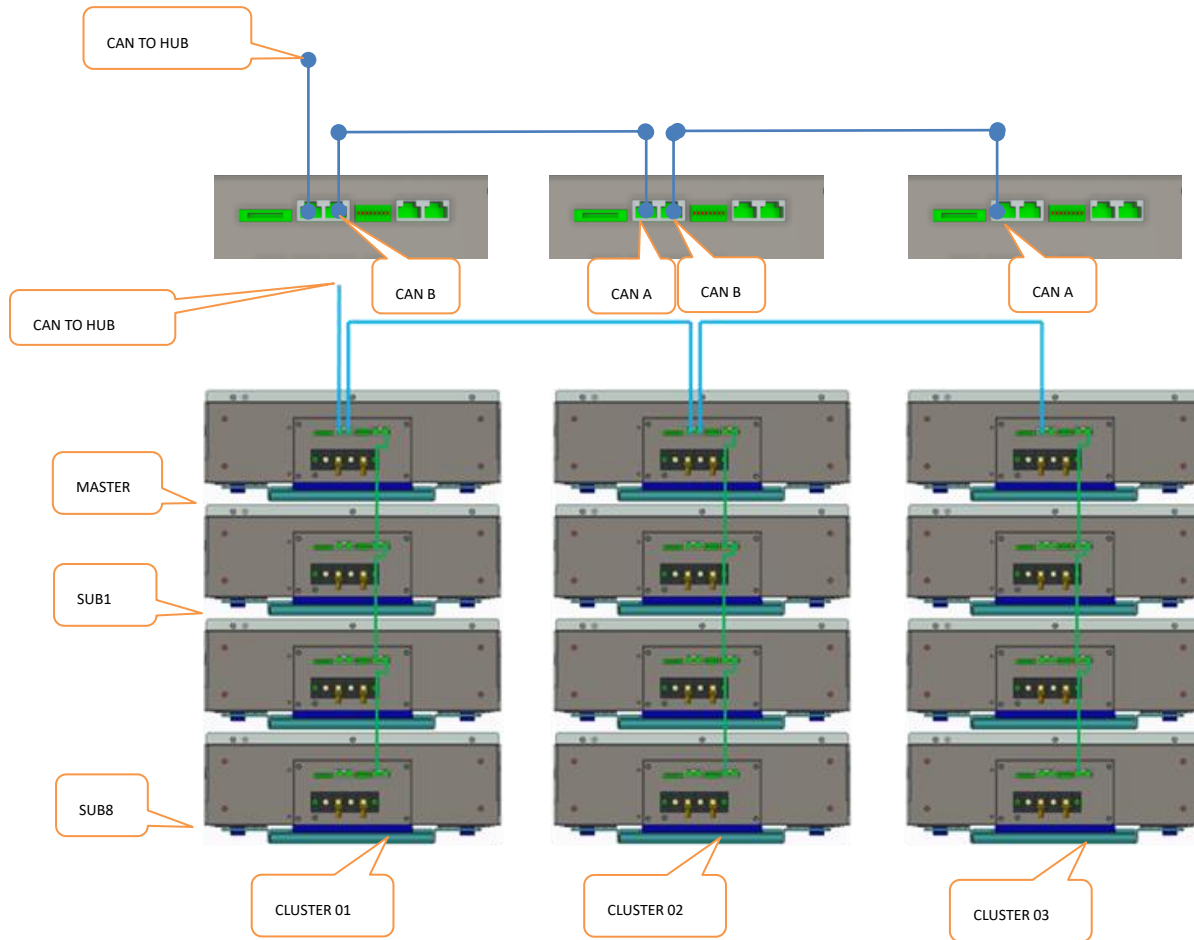 CAN TO HUB
CAN B
CAN A
CAN B
CAN A
CAN TO HUB
MASTER
SUB1
SUB8
CLUSTER 01
CLUSTER 02
CLUSTER 03